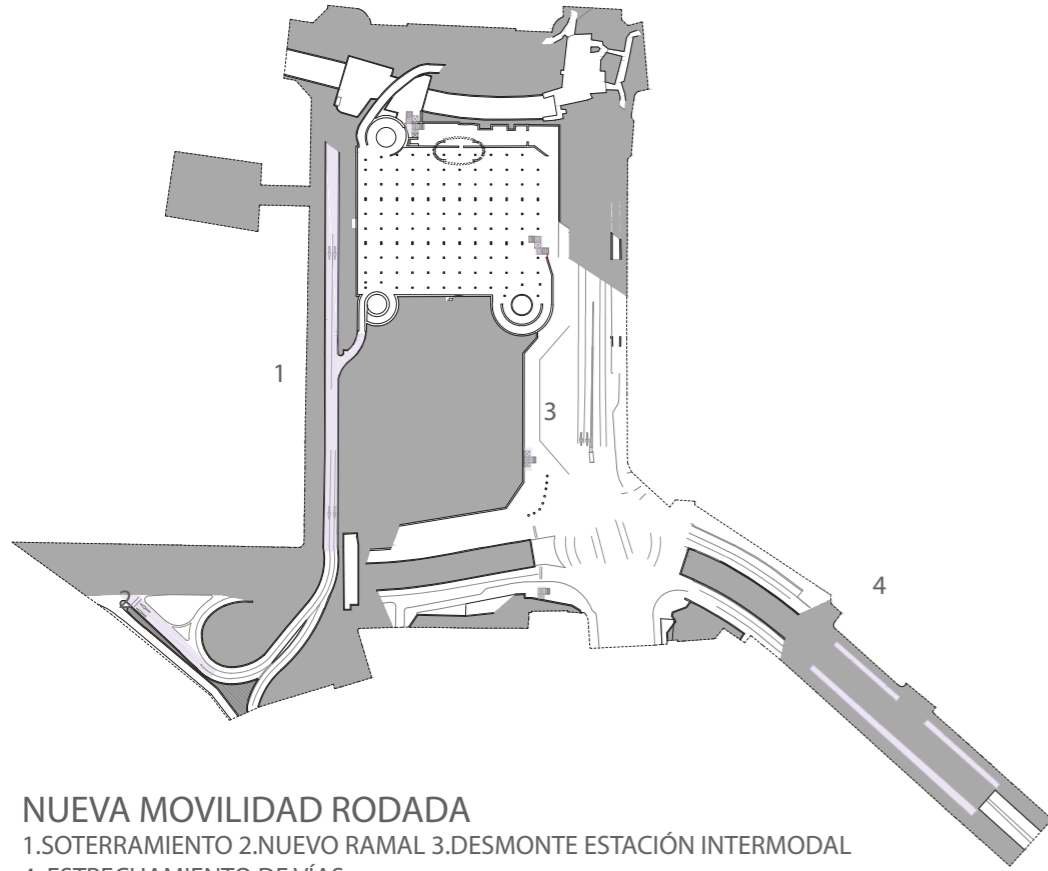 1
3
2
4
NUEVA MOVILIDAD RODADA
1.SOTERRAMIENTO 2.NUEVO RAMAL 3.DESMONTE ESTACIÓN INTERMODAL
4. ESTRECHAMIENTO DE VÍAS